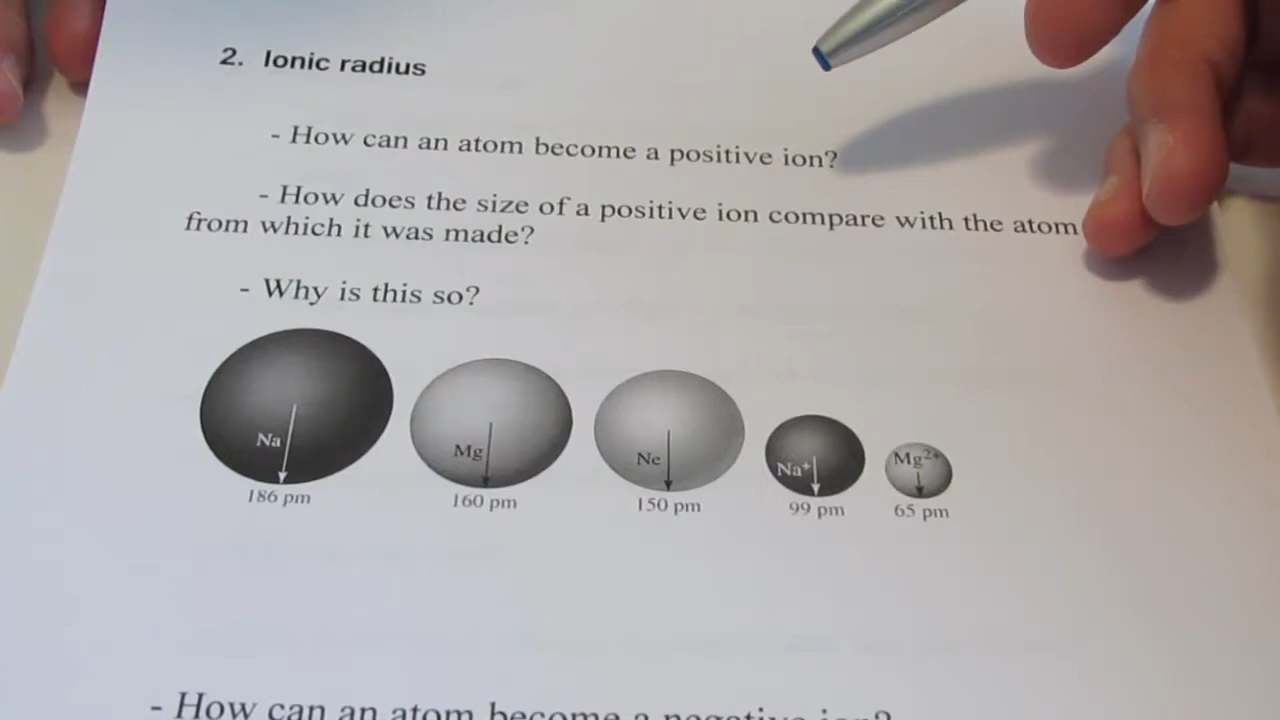 2. Ionic radius
- How can an atom become a positive ion?
- How does the size of a positive ion compare with the atom
from which it was made?
- Why is this so?
Na
Mg
Ne
Na⁺
Mg²⁺
186 pm
160 pm
150 pm
99 pm
65 pm
- How can an atom become a negative ion?